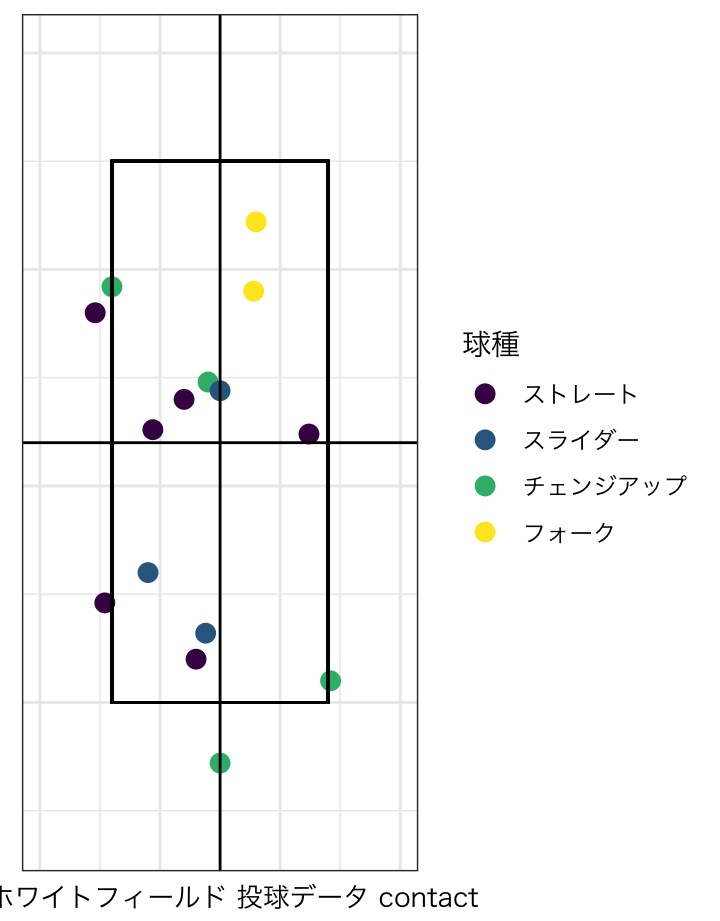 球種
ストレート
スライダー
チェンジアップ
フォーク
ホワイトフィールド 投球データ contact